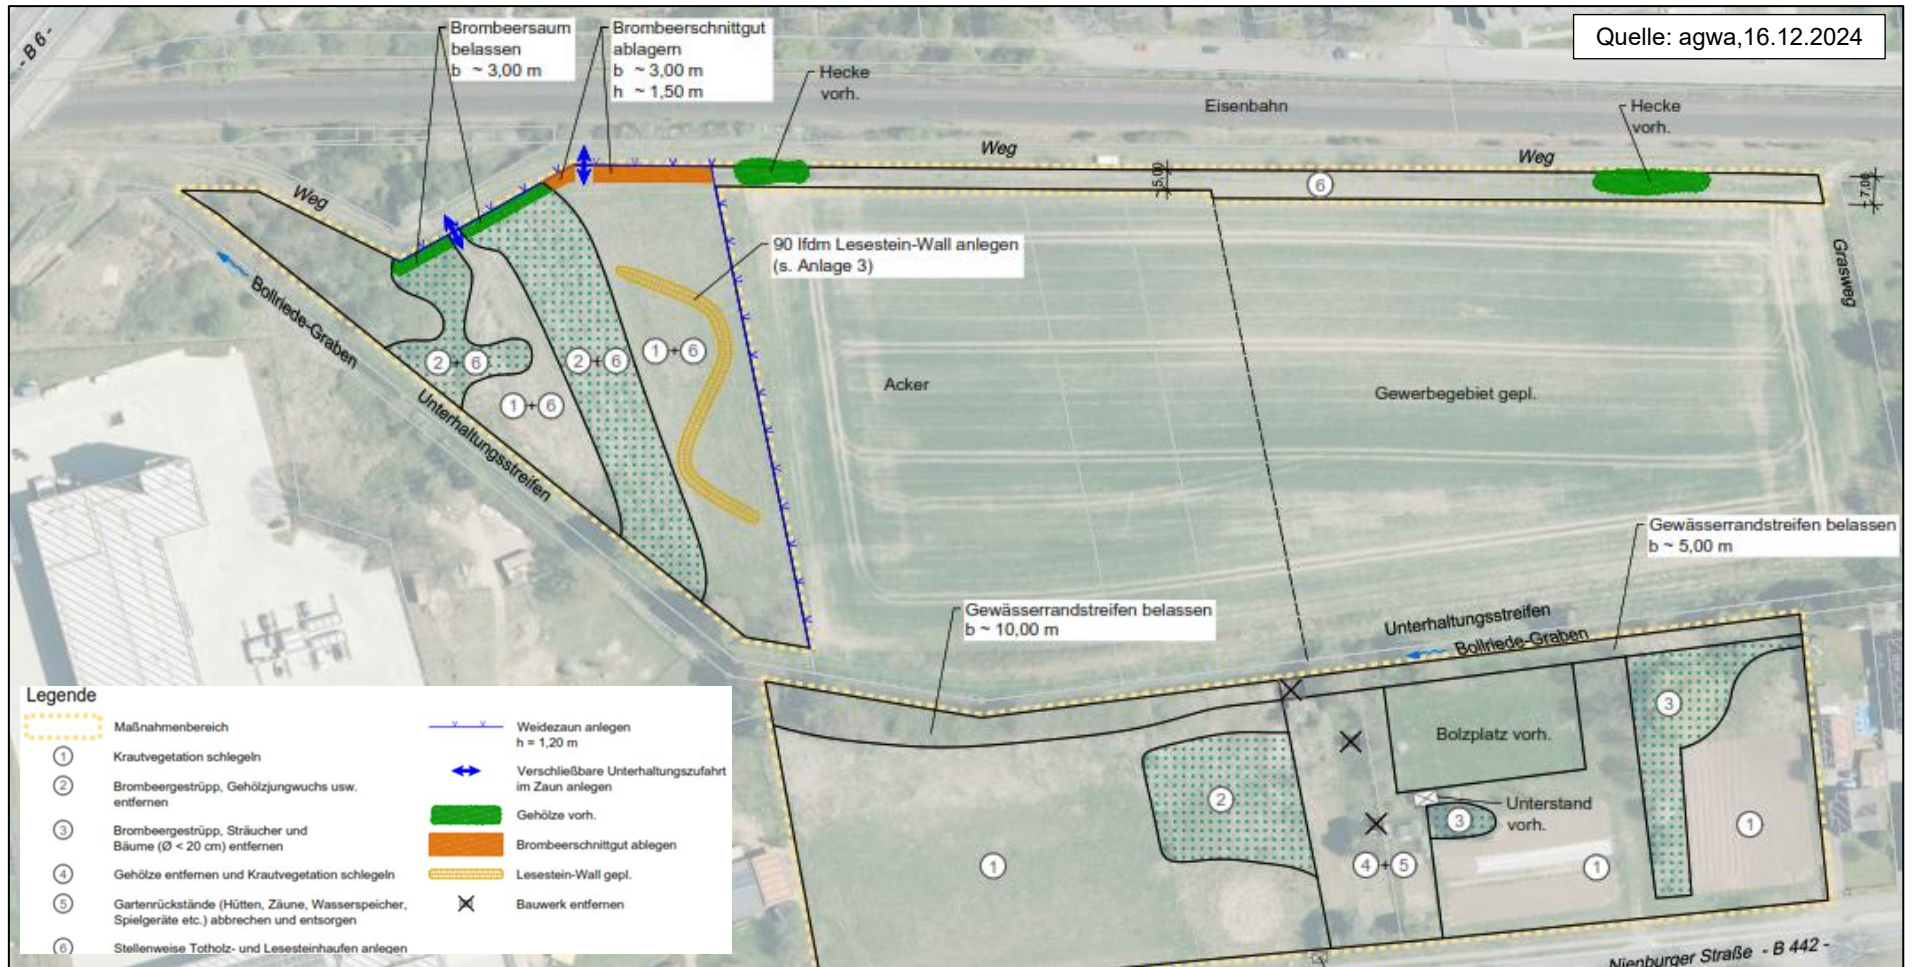 - B 6 -
Brombeersaum
belassen
b ~ 3,00 m
Brombeerschnittgut
ablagern
b ~ 3,00 m
h ~ 1,50 m
Hecke
vorh.
Quelle: agwa,16.12.2024
Eisenbahn
Hecke
vorh.
Weg
Weg
Weg
5,00
6
7,00
Grasweg
90 lfdm Lesestein-Wall anlegen
(s. Anlage 3)
Bollriede-Graben
Unterhaltungsstreifen
2+6
2+6
1+6
1+6
Acker
Gewerbegebiet gepl.
Gewässerrandstreifen belassen
b ~ 5,00 m
Gewässerrandstreifen belassen
b ~ 10,00 m
Unterhaltungsstreifen
Bollriede-Graben
3
Bolzplatz vorh.
2
Unterstand
vorh.
3
1
1
4+5
1
Nienburger Straße - B 442 -
Legende
Maßnahmenbereich
1 Krautvegetation schlegeln
2 Brombeergestrüpp, Gehölzjungwuchs usw.
entfernen
3 Brombeergestrüpp, Sträucher und
Bäume (Ø < 20 cm) entfernen
4 Gehölze entfernen und Krautvegetation schlegeln
5 Gartenrückstände (Hütten, Zäune, Wasserspeicher,
Spielgeräte etc.) abbrechen und entsorgen
6 Stellenweise Totholz- und Lesesteinhaufen anlegen
Weidezaun anlegen
h = 1,20 m
Verschließbare Unterhaltungszufahrt
im Zaun anlegen
Gehölze vorh.
Brombeerschnittgut ablegen
Lesestein-Wall gepl.
Bauwerk entfernen